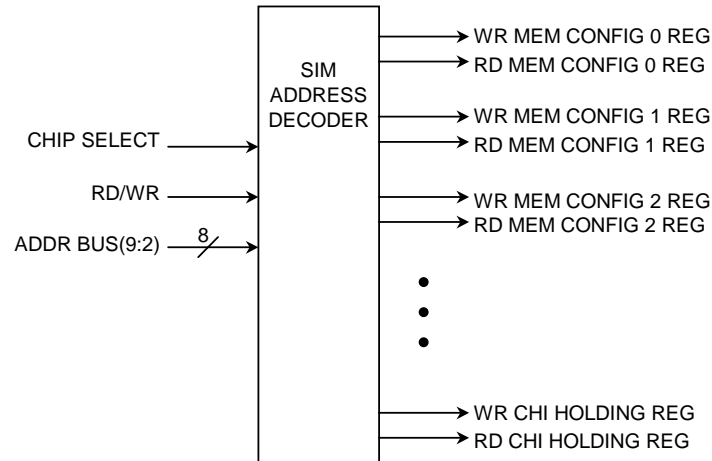 WR MEM CONFIG 0 REG
RD MEM CONFIG 0 REG
SIM
ADDRESS
DECODER
WR MEM CONFIG 1 REG
RD MEM CONFIG 1 REG
CHIP SELECT
RD/WR
WR MEM CONFIG 2 REG
RD MEM CONFIG 2 REG
ADDR BUS(9:2)
8
WR CHI HOLDING REG
RD CHI HOLDING REG